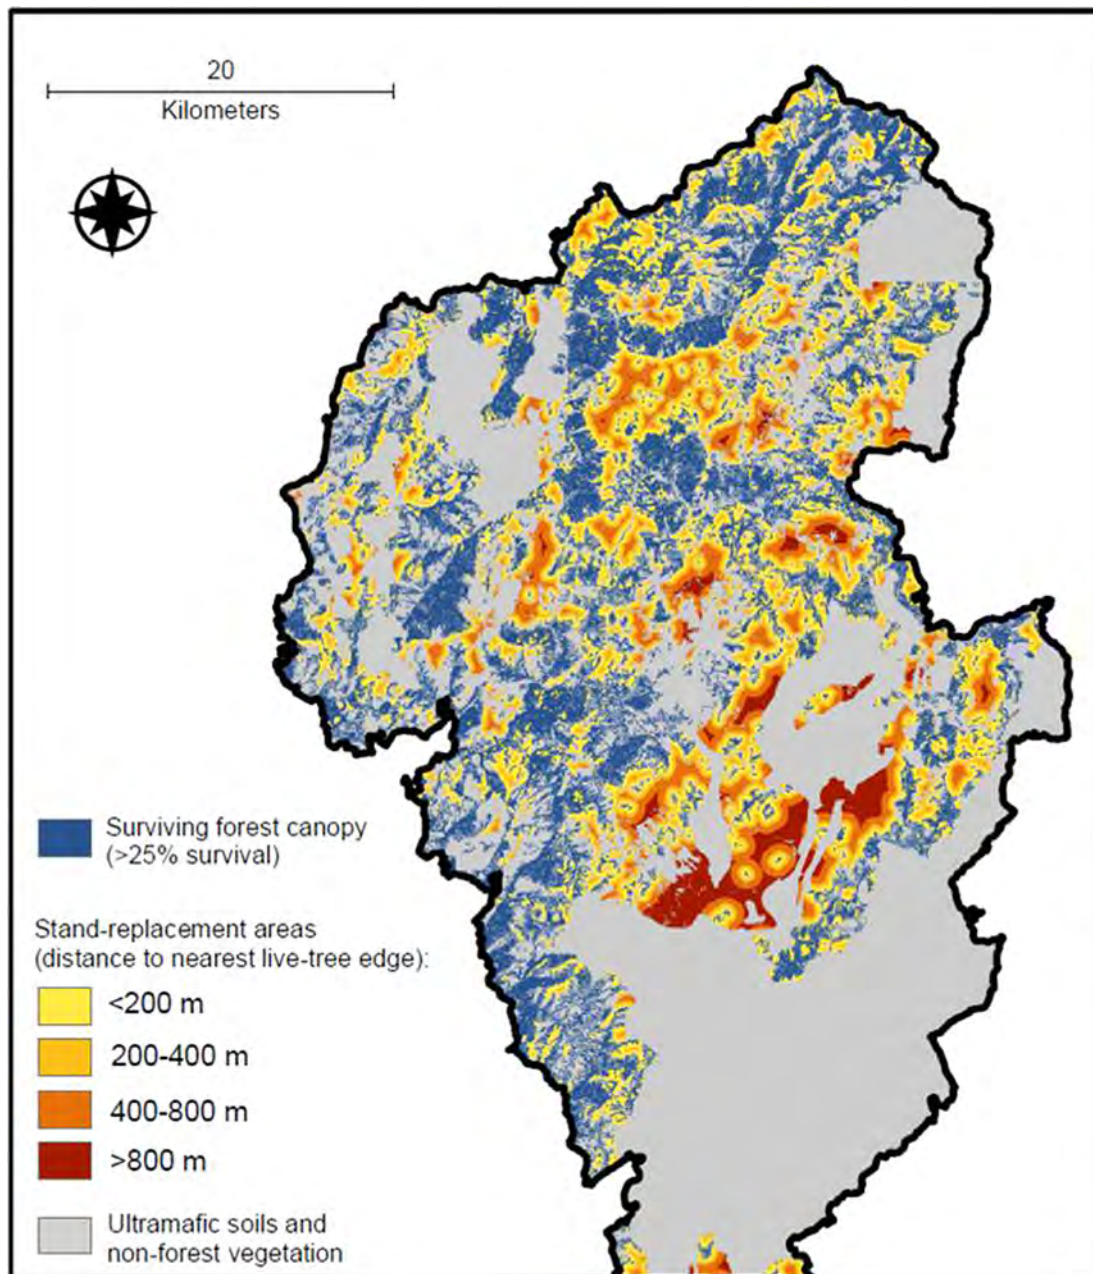 20
Kilometers
Surviving forest canopy
(>25% survival)
Stand-replacement areas
(distance to nearest live-tree edge):
<200 m
200-400 m
400-800 m
>800 m
Ultramafic soils and
non-forest vegetation